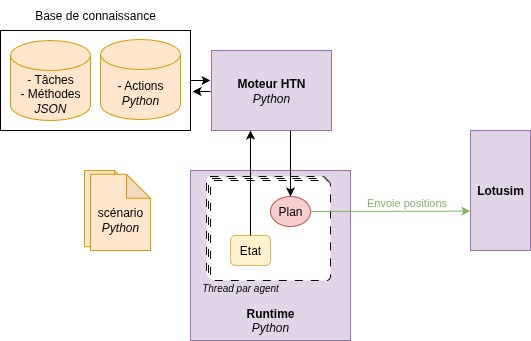 Base de connaissance
- Tâches
- Méthodes
JSON
- Actions
Python
Moteur HTN
Python
scénario
Python
Plan
Etat
Thread par agent
Runtime
Python
Envoie positions
Lotusim